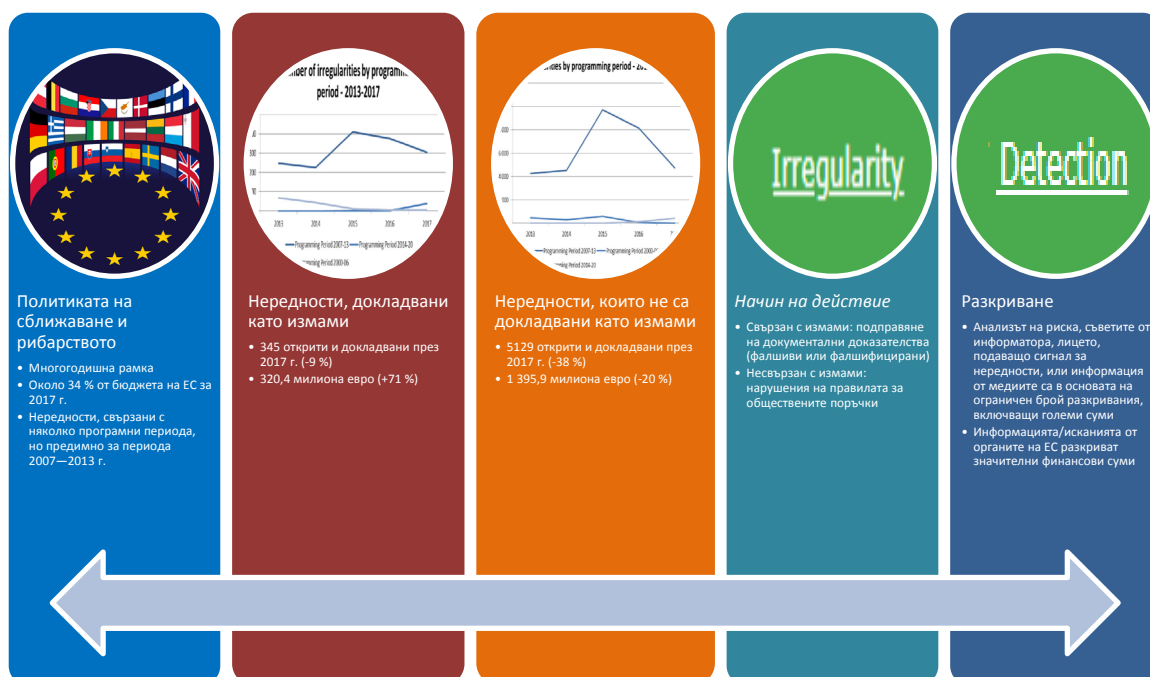 Политиката на
сближаване и
рибарството
• Многогодишна рамка
• Около 34 % от бюджета на ЕС за
2017 г.
• Нередности, свързани с
няколко програмни периода,
но предимно за периода
2007—2013 г.
of irregularities by
period - 2013-2017
2013 2014 2015 2016 2017
Programming Period 2007-13 Programming Period 2014-20
Period 2000-06
Нередности, докладвани
като измами
• 345 открити и докладвани през
2017 г. (-9 %)
• 320,4 милиона евро (+71 %)
by programming period -
2013 2014 2015 2016
Programming Period 2007-13
Period 2014-20
Нередности, които не са
докладвани като измами
• 5129 открити и докладвани през
2017 г. (-38 %)
• 1 395,9 милиона евро (-20 %)
Irregularity
Начин на действие
• Свързан с измами: подправяне
на документални доказателства
(фалшиви или фалшифицирани)
• Несвързан с измами:
нарушения на правилата за
обществените поръчки
Detection
Разкриване
• Анализът на риска, съветите от
информатора, лицето,
подаващо сигнал за
нередности, или информация
от медиите са в основата на
ограничен брой разкривания,
включващи големи суми
• Информацията/исканията от
органите на ЕС разкриват
значителни финансови суми